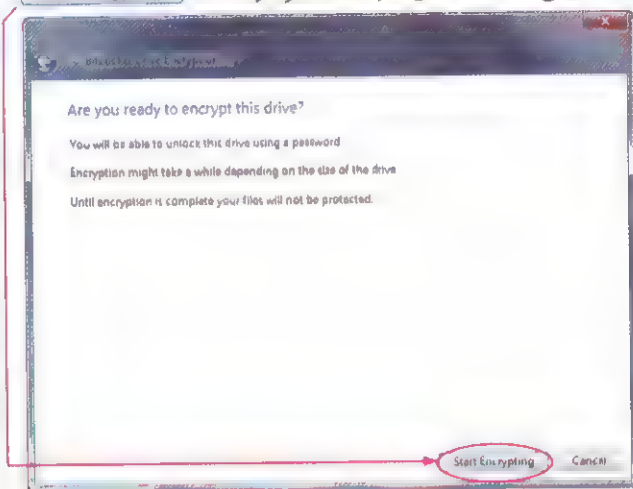 Are you ready to encrypt this drive?
You will be able to unlock this drive using a password
Encryption might take a while depending on the size of the drive
Until encryption is complete your files will not be protected.
Start Encrypting
Cancel